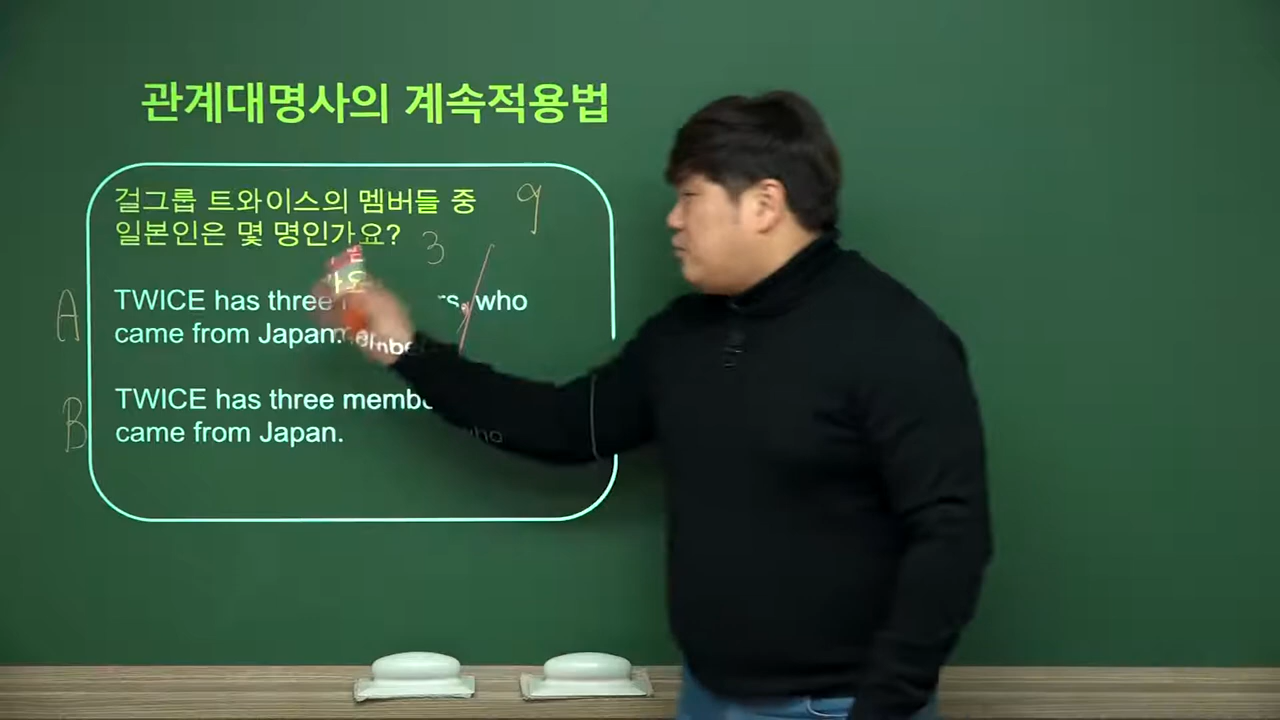 관계대명사의 계속적용법
걸그룹 트와이스의 멤버들 중 9
일본인은 몇 명인가요? 3
A TWICE has three who
came from Japan.
B TWICE has three
who
came from Japan.